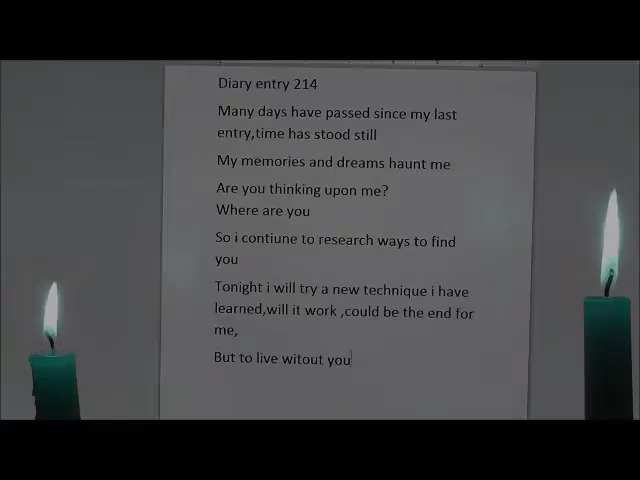 Diary entry 214
Many days have passed since my last
entry,time has stood still
My memories and dreams haunt me
Are you thinking upon me?
Where are you
So i contiune to research ways to find
you
Tonight i will try a new technique i have
learned,will it work ,could be the end for
me,
But to live witout you